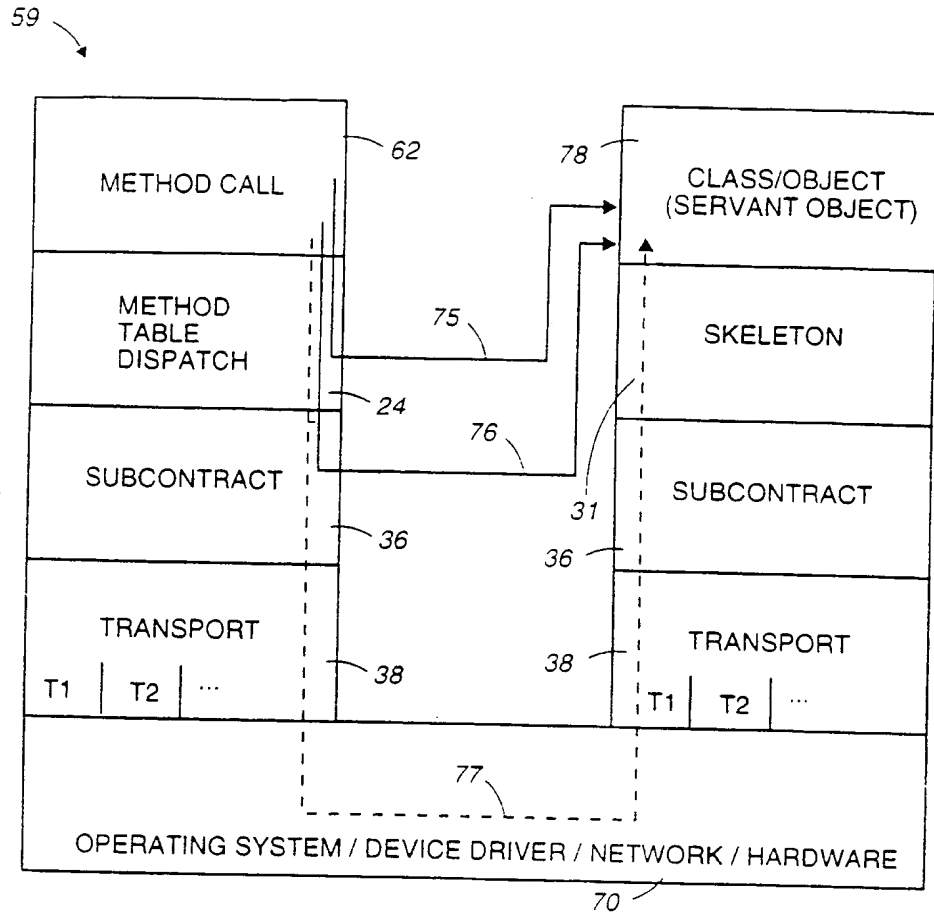 59
62
78
METHOD CALL
CLASS/OBJECT
(SERVANT OBJECT)
METHOD
TABLE
DISPATCH
75
SKELETON
24
76
31
SUBCONTRACT
SUBCONTRACT
36
36
TRANSPORT
TRANSPORT
38
38
T1 T2 ...
T1 T2 ...
77
OPERATING SYSTEM / DEVICE DRIVER / NETWORK / HARDWARE
70